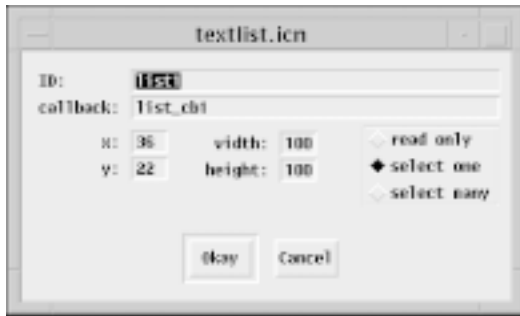 textlist.icn
ID: list1
callback: list_cb1
x: 36 width: 100 read only
y: 22 height: 100 select one
select many
Okay Cancel